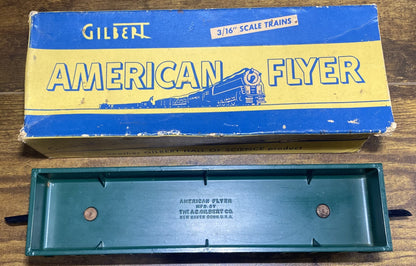 GILBERT
3/16" SCALE TRAINS
AMERICAN FLYER
AMERICAN FLYER
MFD. BY
THE A.C. GILBERT CO.
NEW HAVEN CONN. U.S.A.